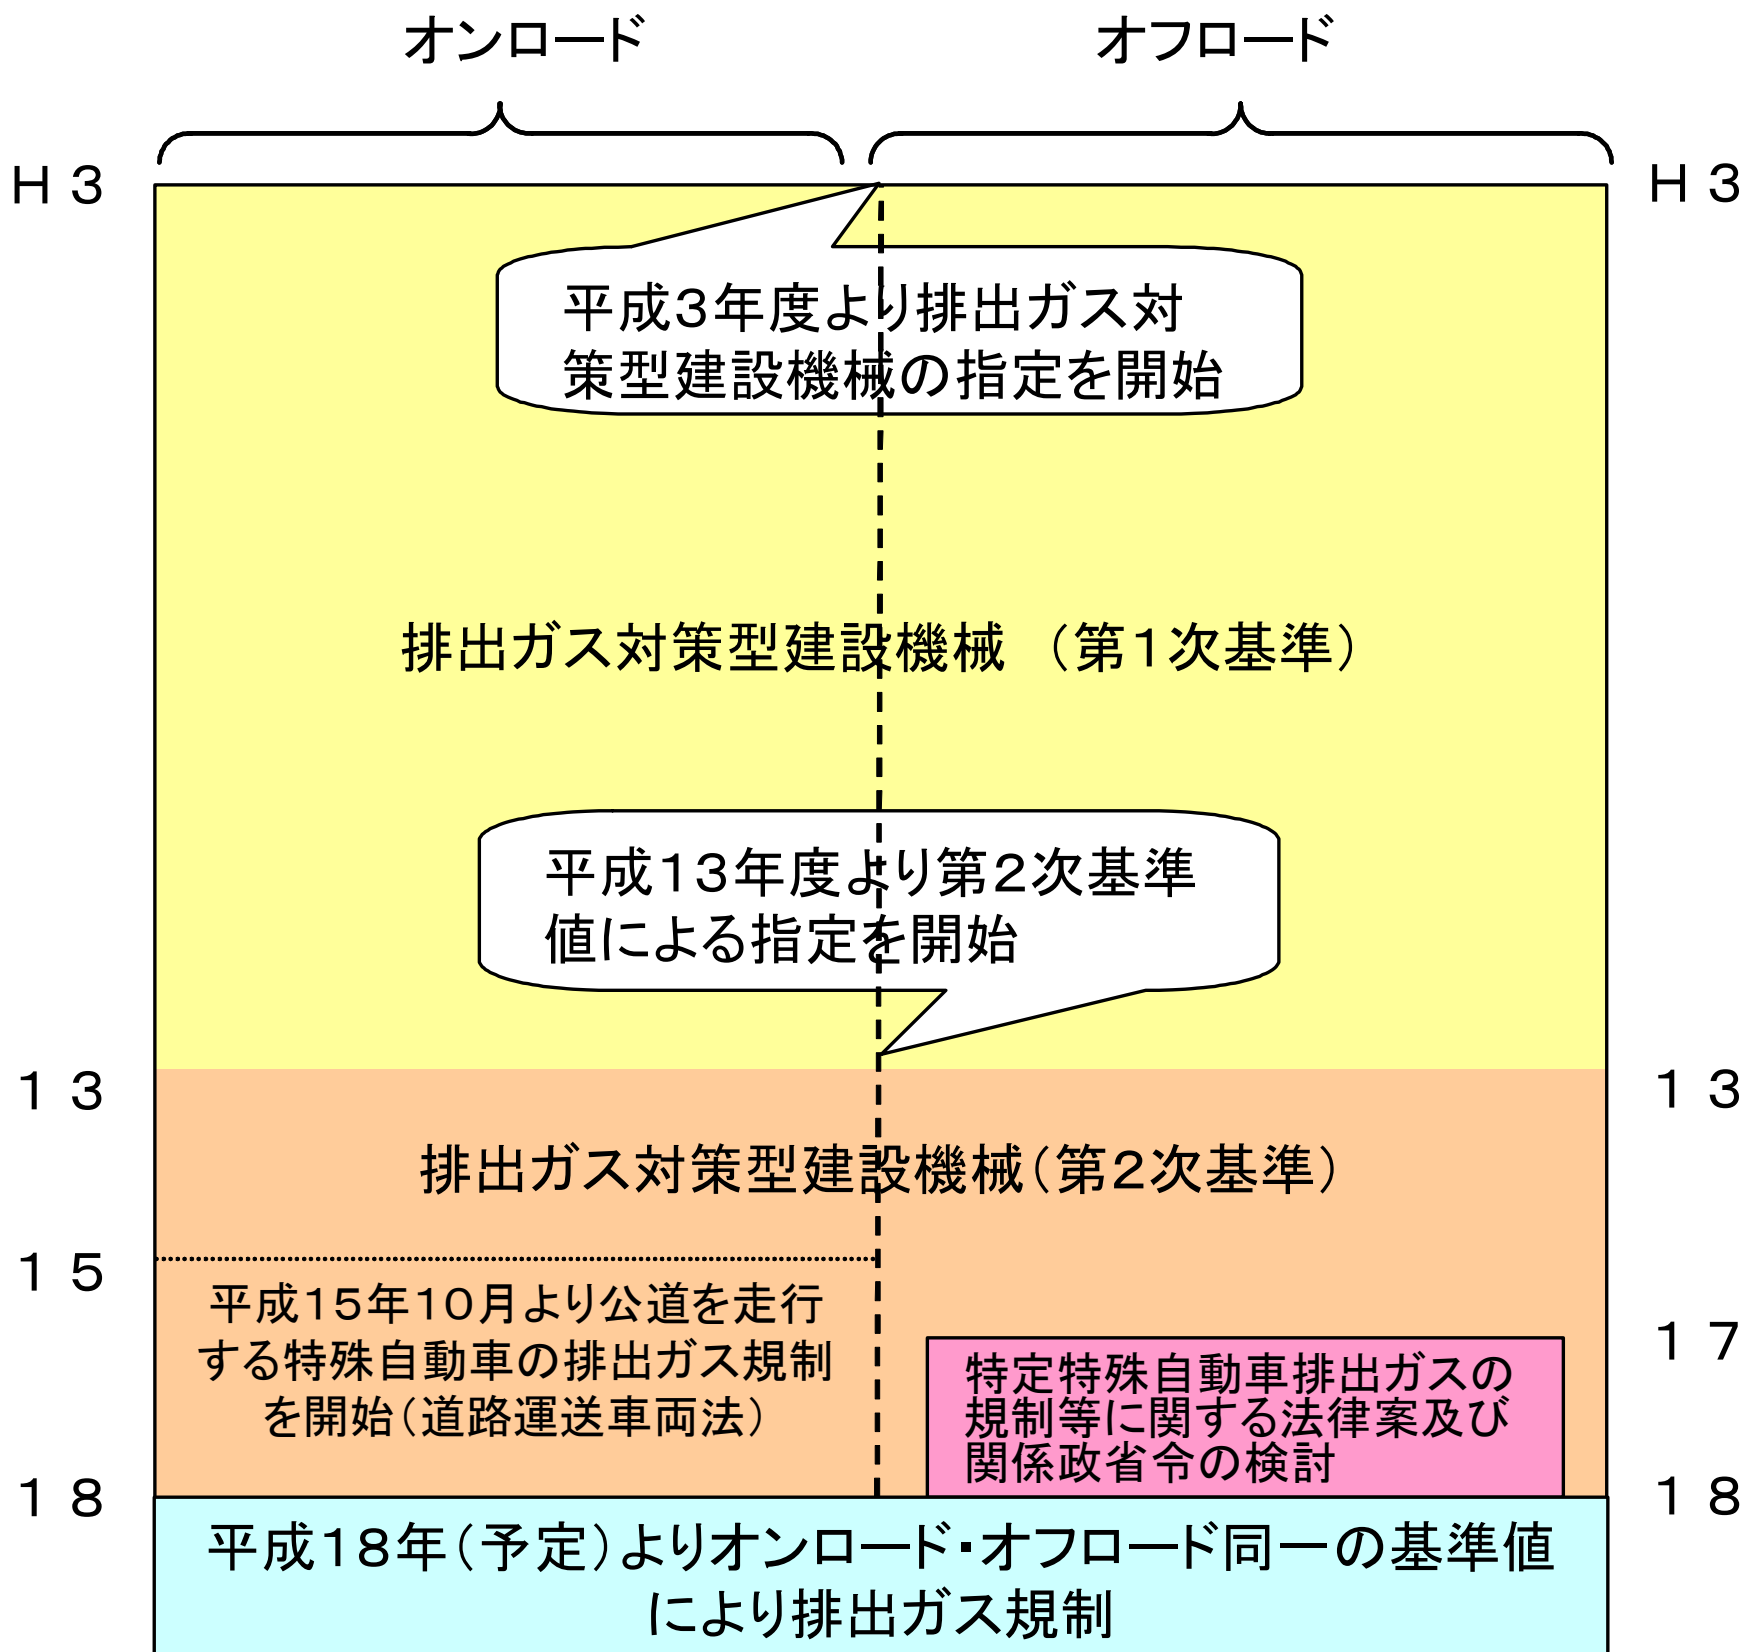 オンロード
オフロード
H3
H3
平成3年度より排出ガス対
策型建設機械の指定を開始
排出ガス対策型建設機械 （第1次基準）
平成13年度より第2次基準
値による指定を開始
13
13
排出ガス対策型建設機械（第2次基準）
15
平成15年10月より公道を走行
する特殊自動車の排出ガス規制
を開始（道路運送車両法）
17
特定特殊自動車排出ガスの
規制等に関する法律案及び
関係政省令の検討
18
18
平成18年（予定）よりオンロード・オフロード同一の基準値
により排出ガス規制